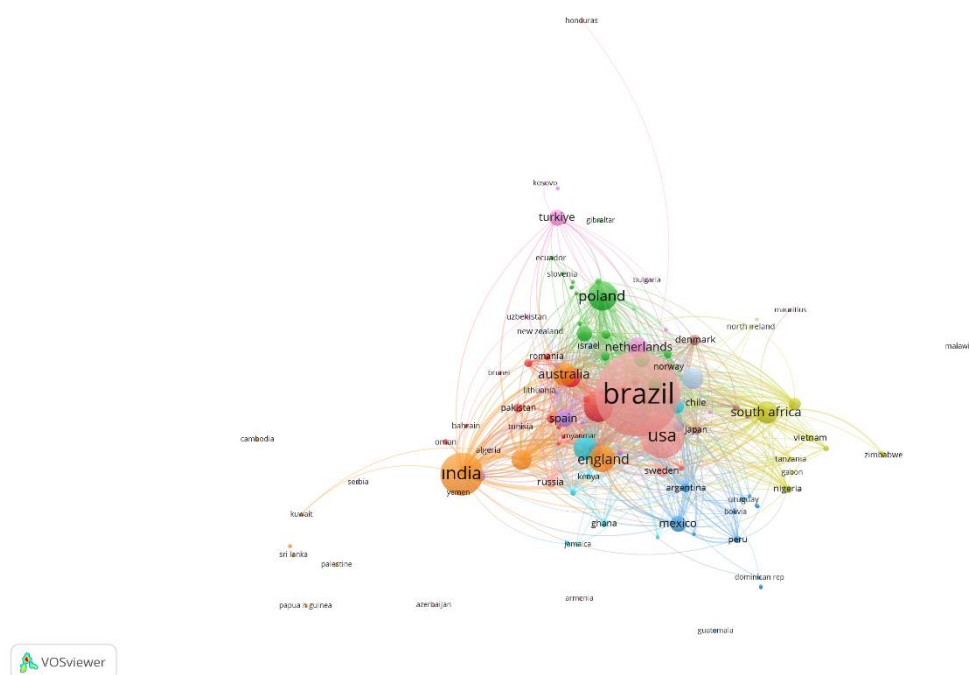 honduras
kosovo
turkiye
gibraltar
ecuador
slovenia
bulgaria
poland
uzbekistan
new zealand
mauritius
north ireland
israel
netherlands
denmark
malawi
romania
norway
brunei
australia
lithuania
brazil
pakistan
chile
south africa
spain
bahrain
tunisia
japan
usa
myanmar
cambodia
oman
algeria
vietnam
zimbabwe
england
tanzania
india
sweden
gabon
serbia
russia
kenya
argentina
nigeria
yemen
uruguay
kuwait
bolivia
ghana
mexico
peru
jamaica
sri lanka
palestine
dominican rep
papua n guinea
azerbaijan
armenia
guatemala
VOSviewer